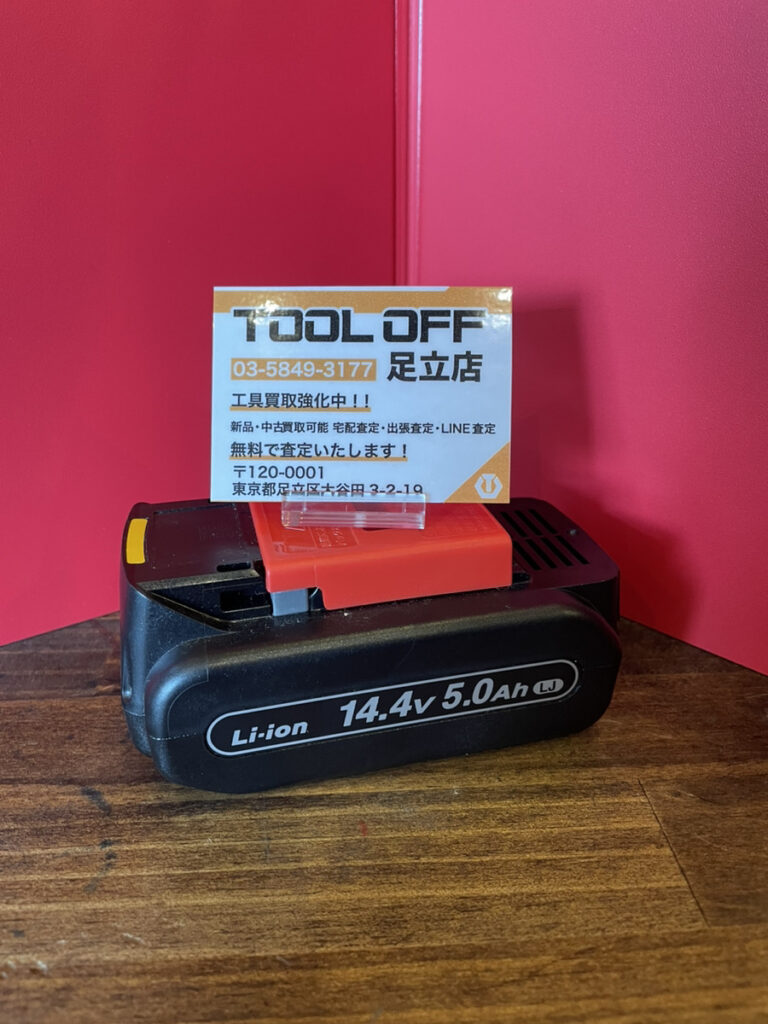 TOOL OFF
03-5849-3177 足立店
工具買取強化中!!
新品・中古買取可能 宅配査定・出張査定・LINE査定
無料で査定いたします!
〒120-0001
東京都足立区大谷田 3-2-19
Li-ion 14.4V 5.0Ah LJ